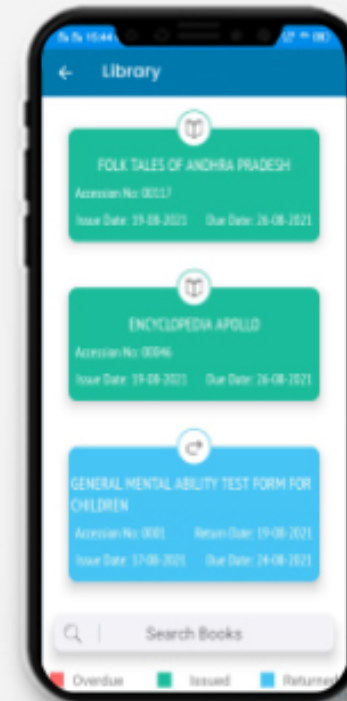 15:44
Library
FOLK TALES OF ANDHRA PRADESH
Accession No: 00117
Issue Date: 19-08-2021 Due Date: 26-08-2021
ENCYCLOPEDIA APOLLO
Accession No: 00046
Issue Date: 19-08-2021 Due Date: 26-08-2021
GENERAL MENTAL ABILITY TEST FORM FOR
CHILDREN
Accession No: 0001 Return Date: 19-08-2021
Issue Date: 17-08-2021 Due Date: 24-08-2021
Search Books
Overdue Issued Returned